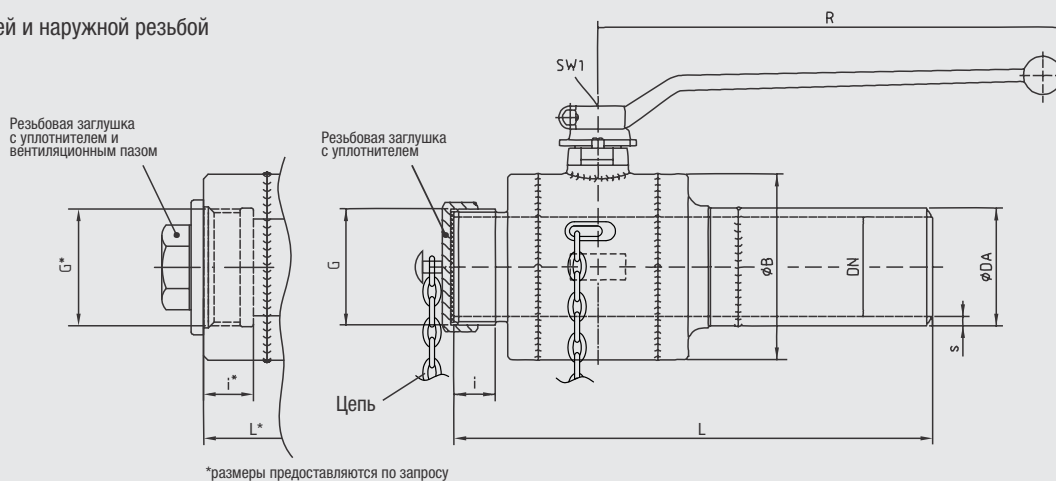 ей и наружной резьбой
R
SW1
Резьбовая заглушка
с уплотнителем и
вентиляционным пазом
Резьбовая заглушка
с уплотнителем
G*
G
øB
DN
øDA
s
i*
i
Цепь
L*
L
*размеры предоставляются по запросу